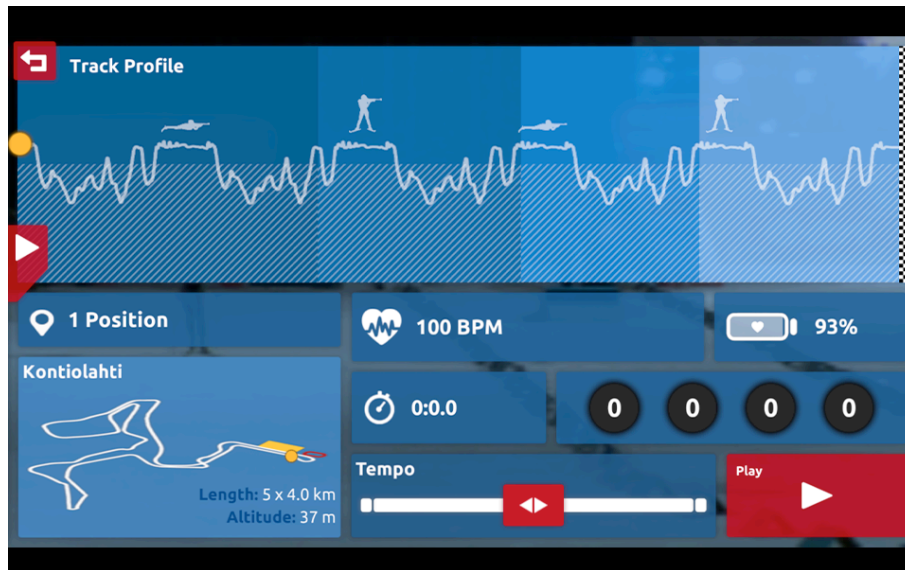 Track Profile
1 Position
100 BPM
93%
Kontiolahti
0:0.0
0 0 0 0
Length: 5 x 4.0 km
Altitude: 37 m
Tempo
Play